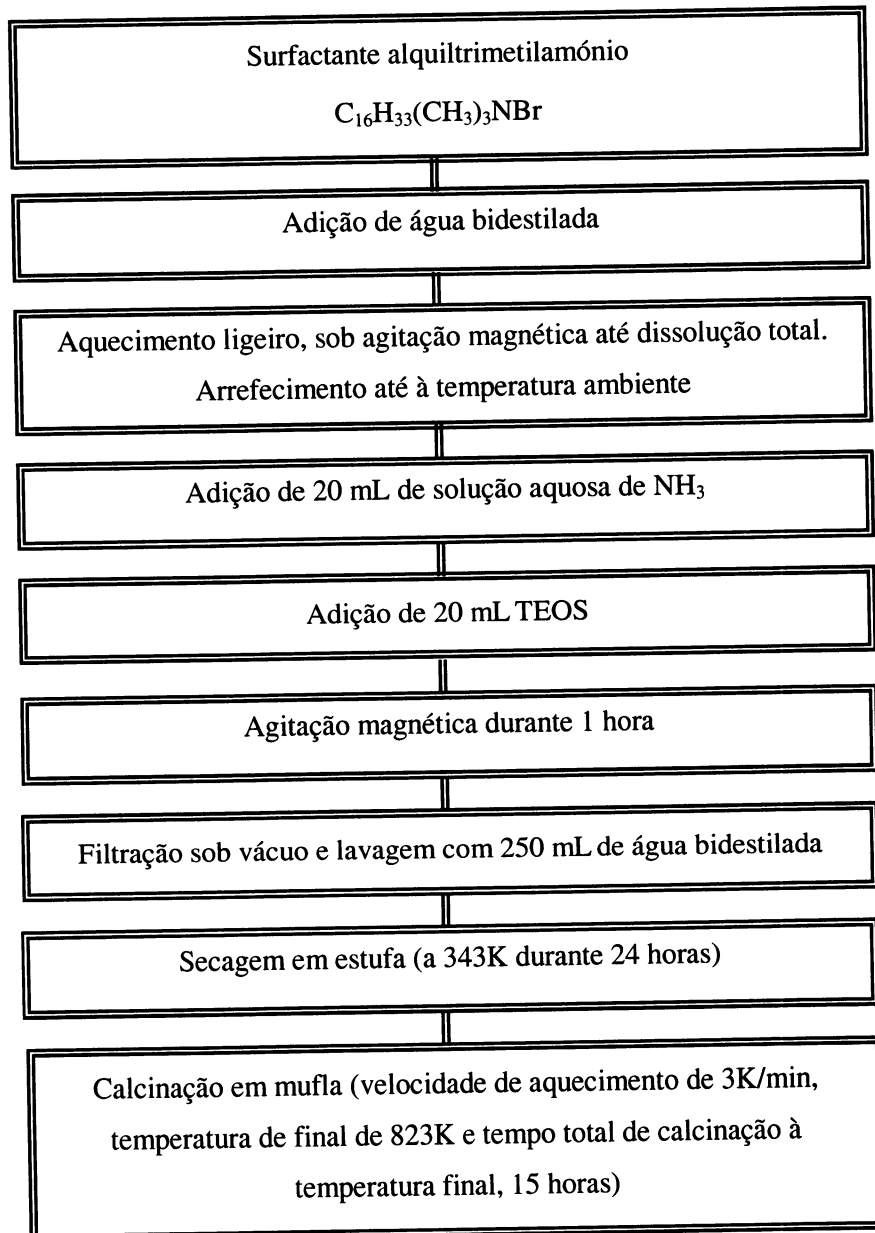 Surfactante alquiltrimetilamónio
C₁₆H₃₃(CH₃)₃NBr
Adição de água bidestilada
Aquecimento ligeiro, sob agitação magnética até dissolução total.
Arrefecimento até à temperatura ambiente
Adição de 20 mL de solução aquosa de NH₃
Adição de 20 mL TEOS
Agitação magnética durante 1 hora
Filtração sob vácuo e lavagem com 250 mL de água bidestilada
Secagem em estufa (a 343K durante 24 horas)
Calcinação em mufla (velocidade de aquecimento de 3K/min,
temperatura de final de 823K e tempo total de calcinação à
temperatura final, 15 horas)